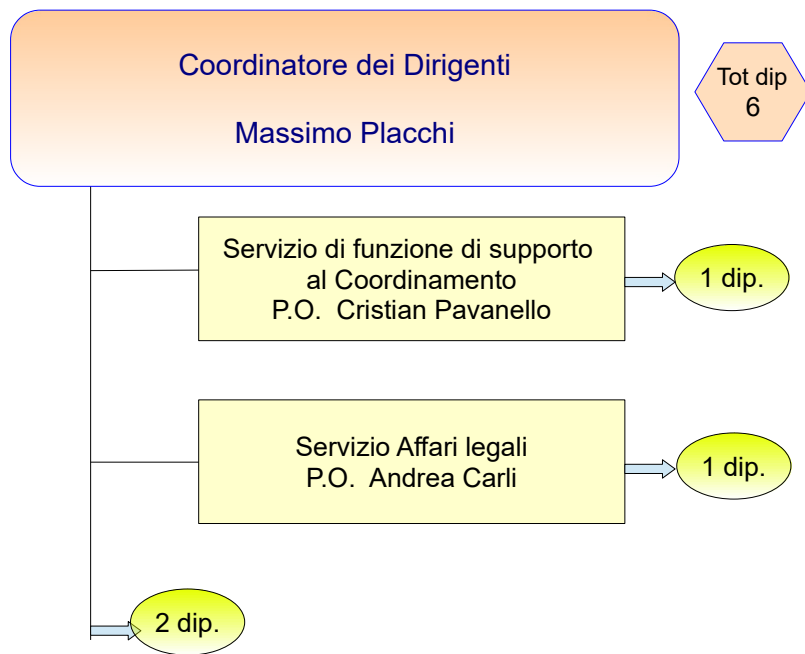 Coordinatore dei Dirigenti
Massimo Placchi
Tot dip
6
Servizio di funzione di supporto
al Coordinamento
P.O. Cristian Pavanello
1 dip.
Servizio Affari legali
P.O. Andrea Carli
1 dip.
2 dip.